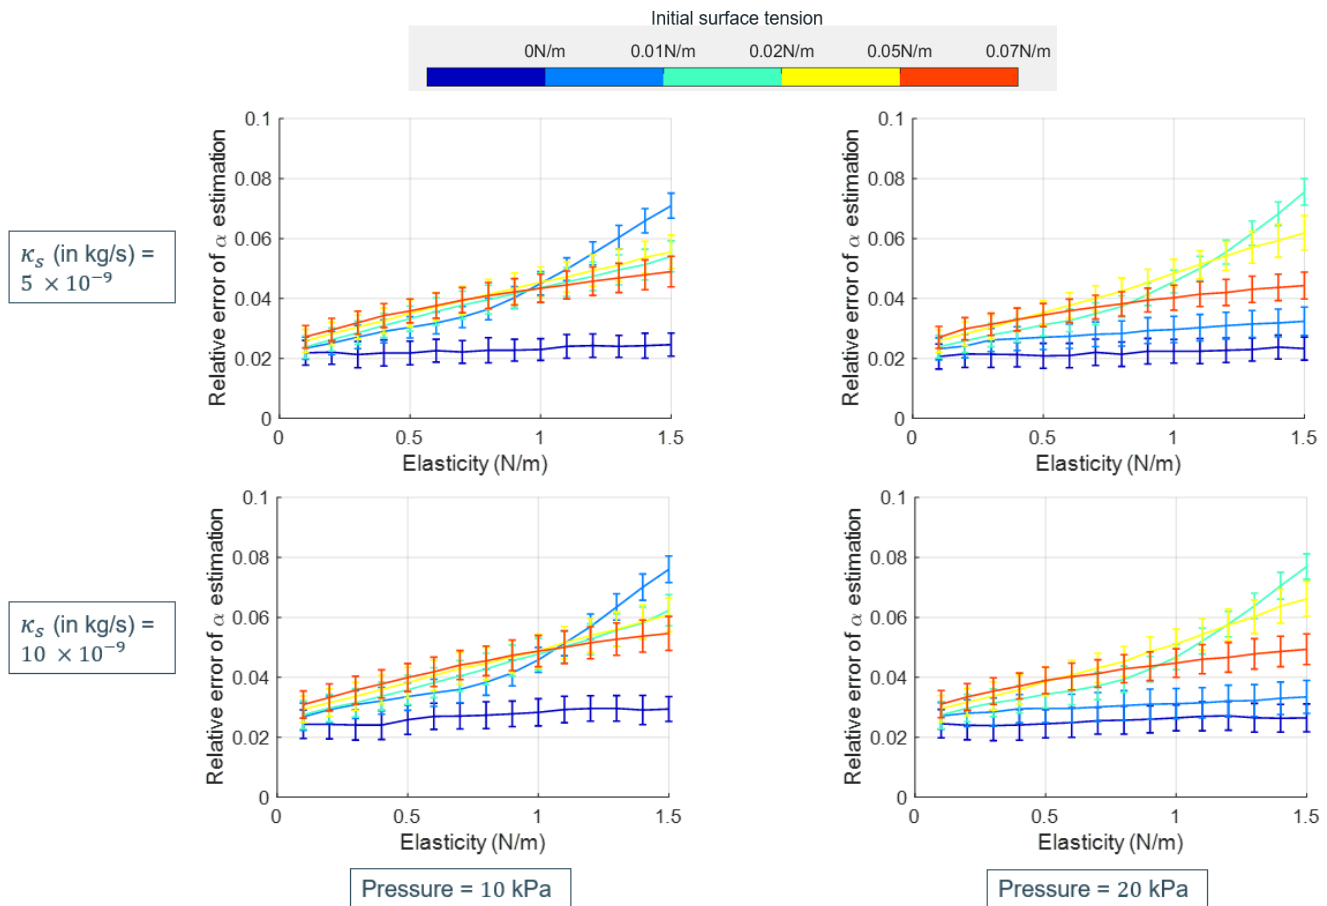 Initial surface tension
0N/m 0.01N/m 0.02N/m 0.05N/m 0.07N/m
κs (in kg/s) =
5 × 10⁻⁹
Relative error of α estimation
0.1
0.08
0.06
0.04
0.02
0
0 0.5 1 1.5
Elasticity (N/m)
Relative error of α estimation
0.1
0.08
0.06
0.04
0.02
0
0 0.5 1 1.5
Elasticity (N/m)
κs (in kg/s) =
10 × 10⁻⁹
Relative error of α estimation
0.1
0.08
0.06
0.04
0.02
0
0 0.5 1 1.5
Elasticity (N/m)
Relative error of α estimation
0.1
0.08
0.06
0.04
0.02
0
0 0.5 1 1.5
Elasticity (N/m)
Pressure = 10 kPa
Pressure = 20 kPa